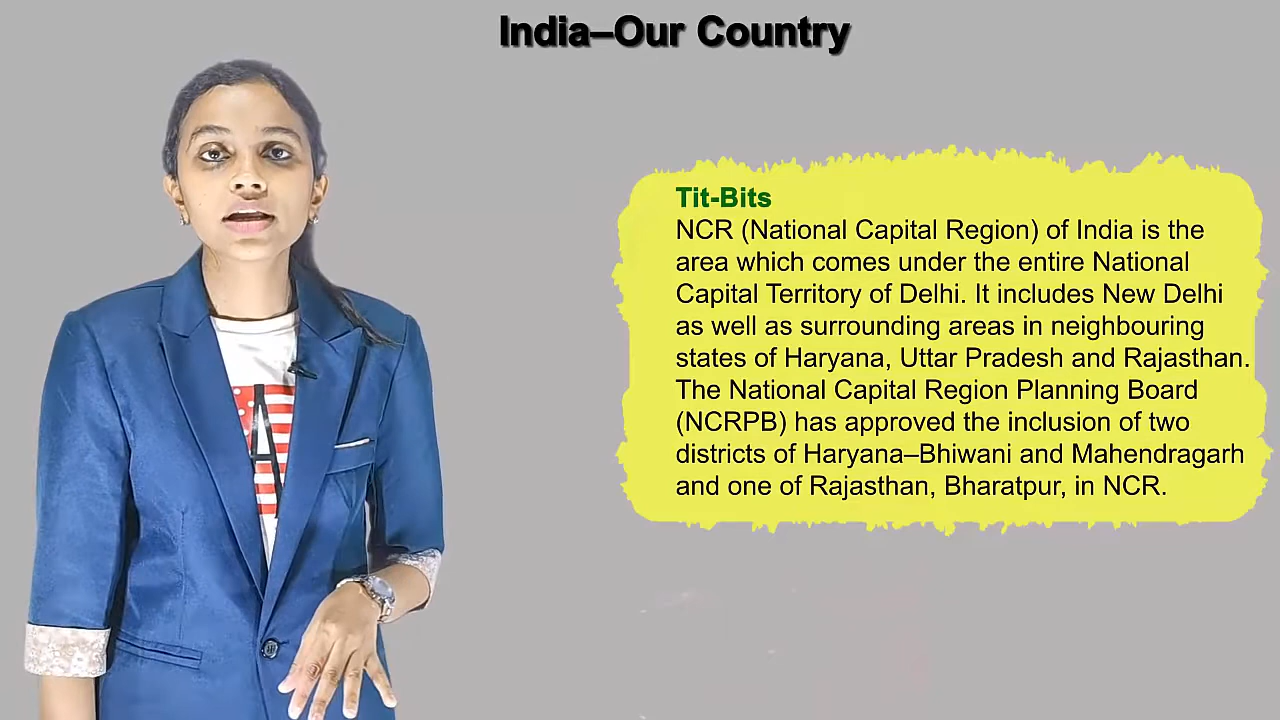 India–Our Country
Tit-Bits
NCR (National Capital Region) of India is the
area which comes under the entire National
Capital Territory of Delhi. It includes New Delhi
as well as surrounding areas in neighbouring
states of Haryana, Uttar Pradesh and Rajasthan.
The National Capital Region Planning Board
(NCRPB) has approved the inclusion of two
districts of Haryana–Bhiwani and Mahendragarh
and one of Rajasthan, Bharatpur, in NCR.
A